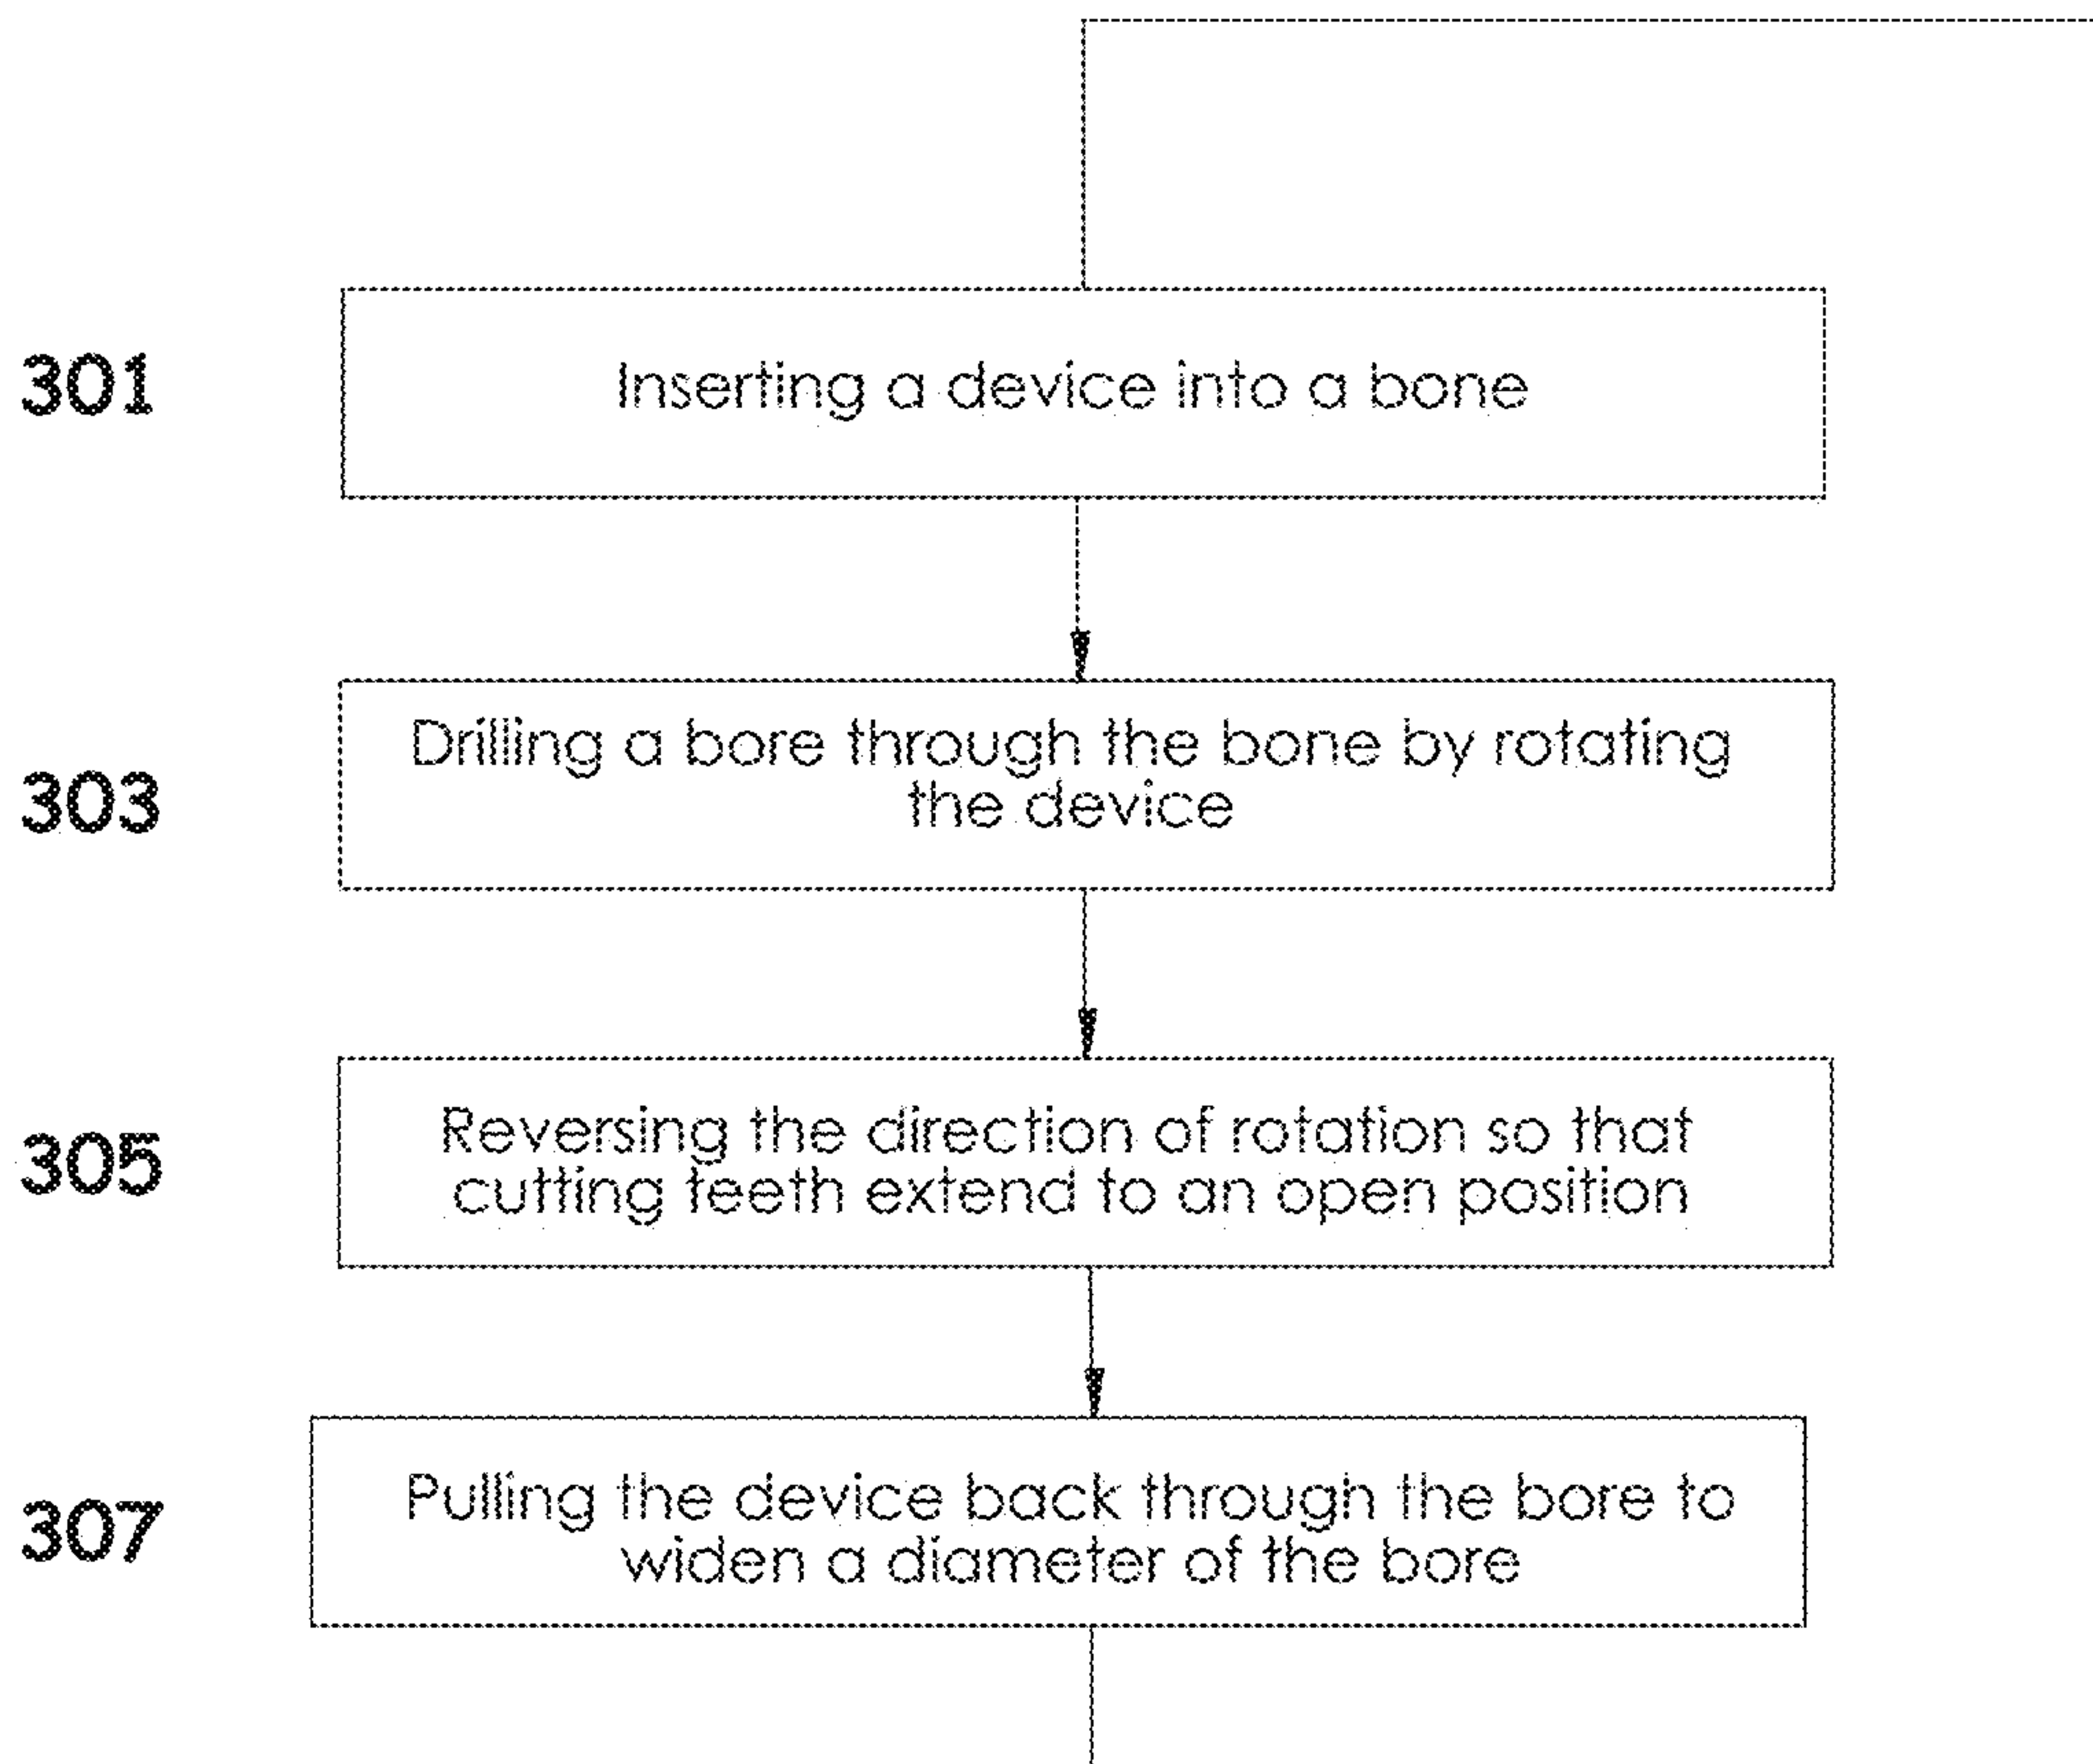 301
Inserting a device into a bone
303
Drilling a bore through the bone by rotating
the device
305
Reversing the direction of rotation so that
cutting teeth extend to an open position
307
Pulling the device back through the bore to
widen a diameter of the bore